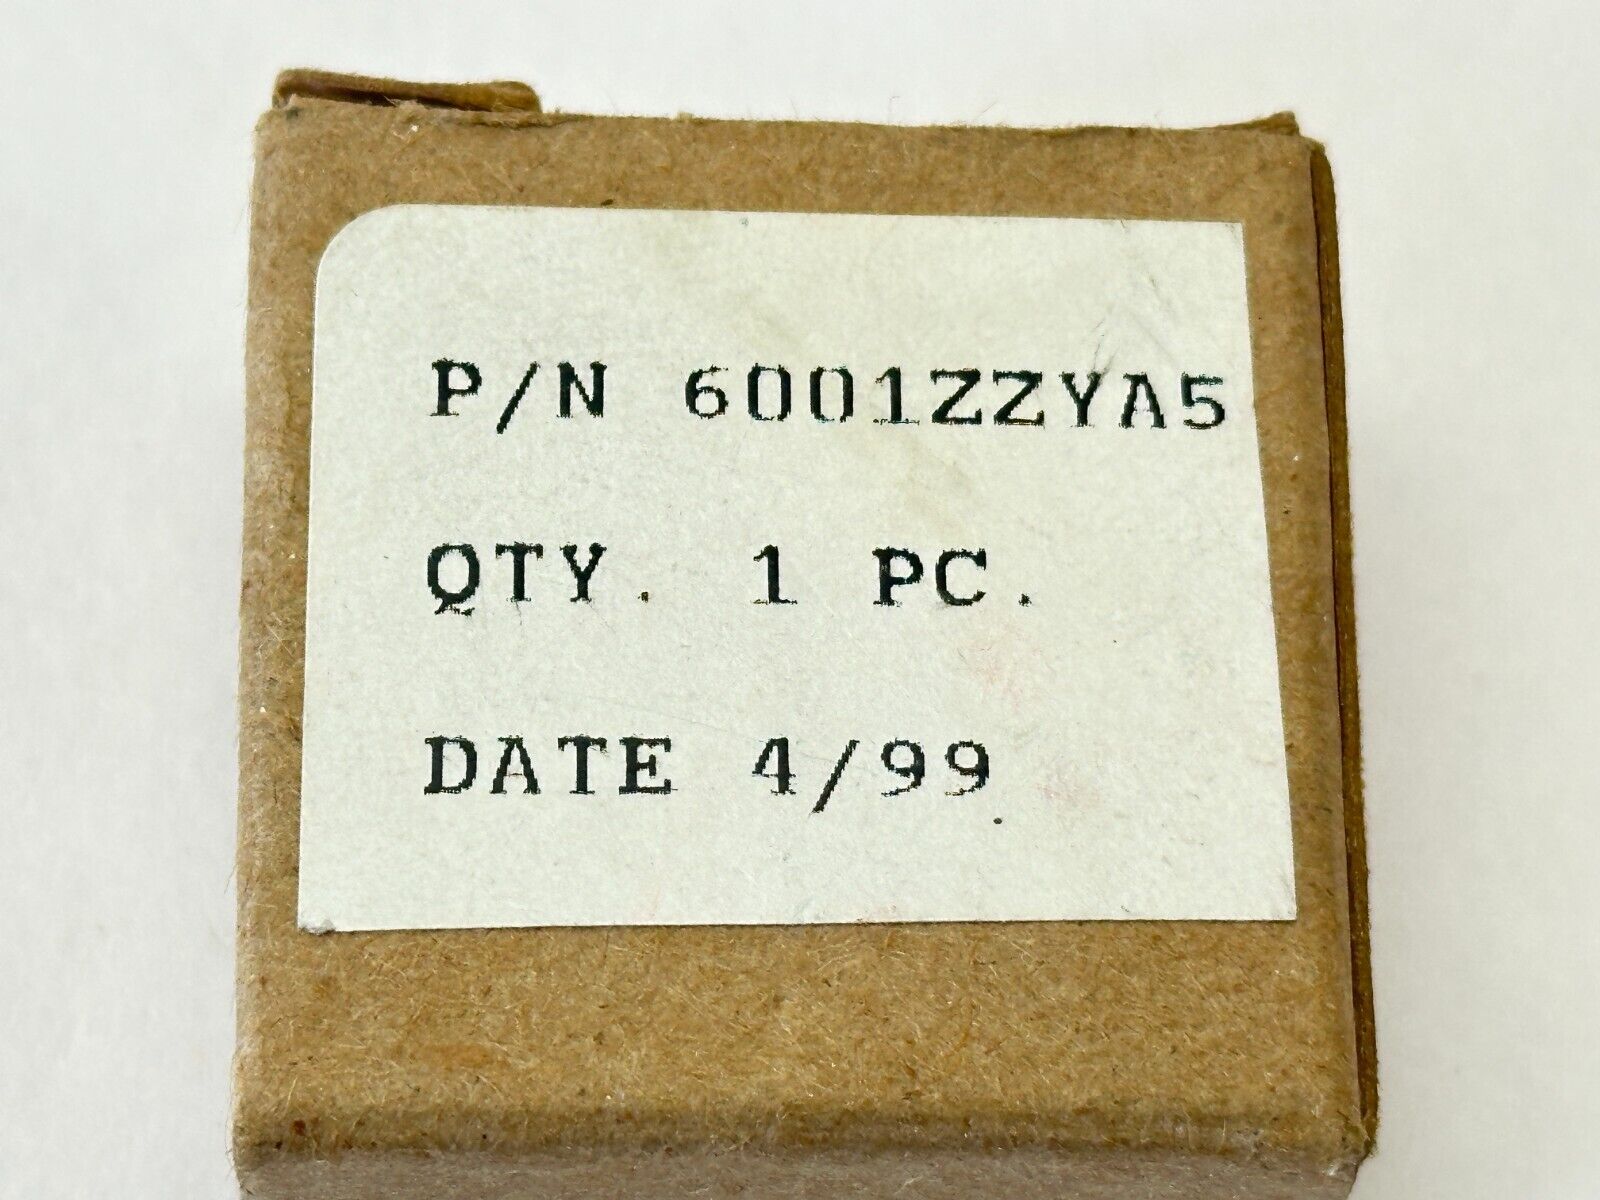 P/N 6001ZZYA5
QTY. 1 PC.
DATE 4/99